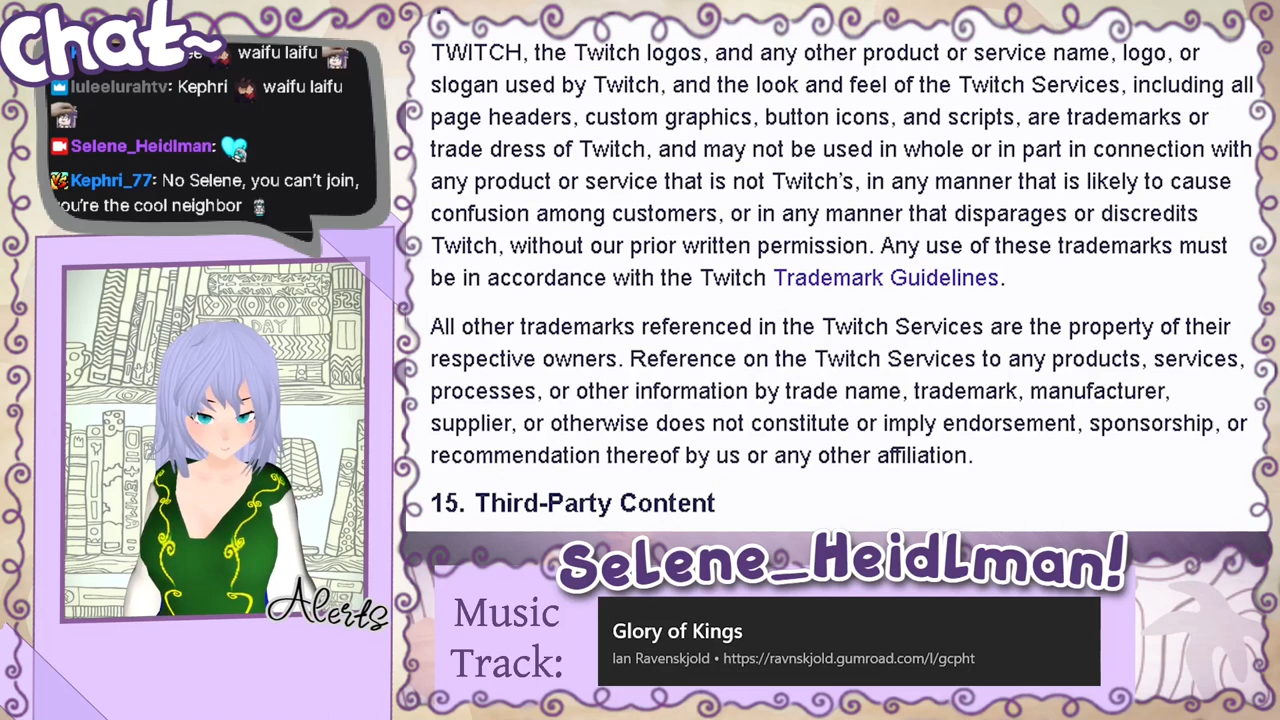 Chat~
waifu laifu
luleelurahtv: Kephri waifu laifu
Selene_Heidlman:
Kephri_77: No Selene, you can't join,
you're the cool neighbor
DAY
EMMA
Alerts
TWITCH, the Twitch logos, and any other product or service name, logo, or
slogan used by Twitch, and the look and feel of the Twitch Services, including all
page headers, custom graphics, button icons, and scripts, are trademarks or
trade dress of Twitch, and may not be used in whole or in part in connection with
any product or service that is not Twitch’s, in any manner that is likely to cause
confusion among customers, or in any manner that disparages or discredits
Twitch, without our prior written permission. Any use of these trademarks must
be in accordance with the Twitch Trademark Guidelines.
All other trademarks referenced in the Twitch Services are the property of their
respective owners. Reference on the Twitch Services to any products, services,
processes, or other information by trade name, trademark, manufacturer,
supplier, or otherwise does not constitute or imply endorsement, sponsorship, or
recommendation thereof by us or any other affiliation.
15. Third-Party Content
Selene_Heidlman!
Music
Track:
Glory of Kings
Ian Ravenskjold • https://ravnskjold.gumroad.com/l/gcpht